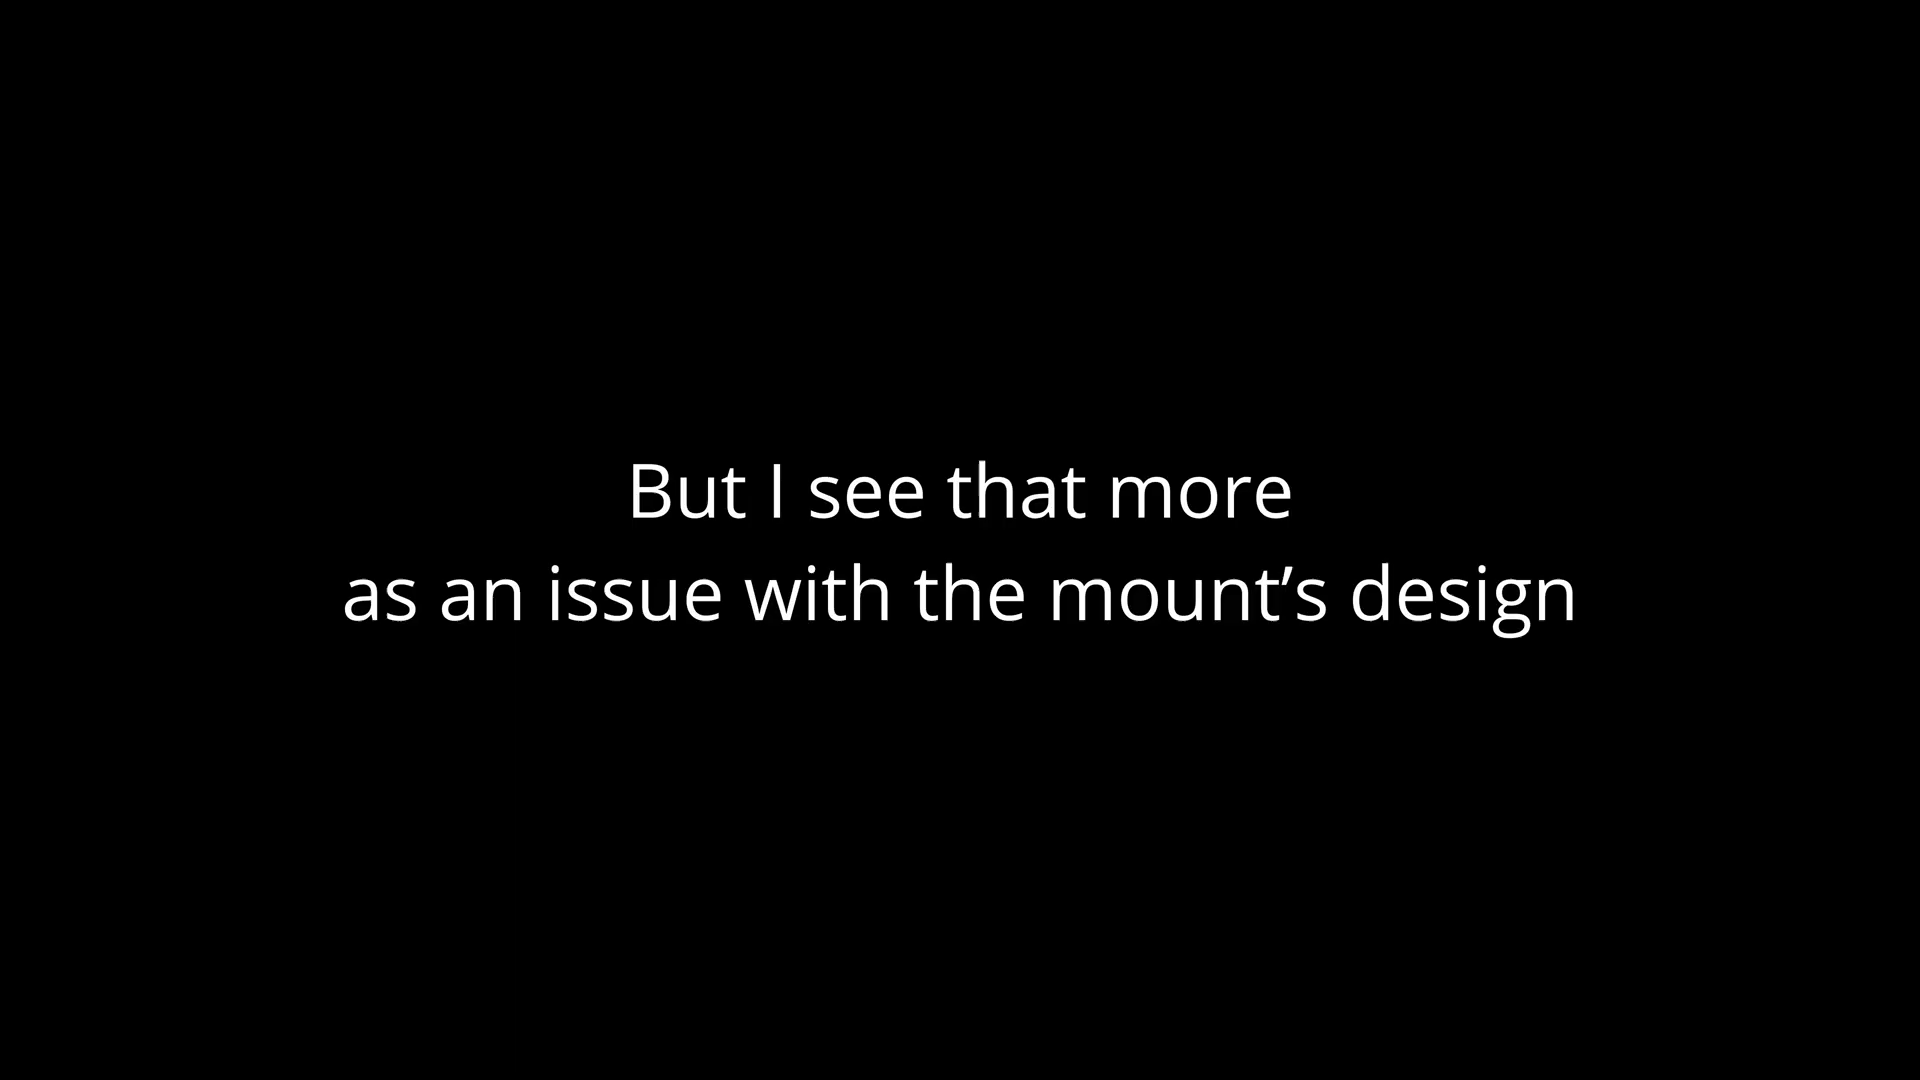 But I see that more
as an issue with the mount’s design